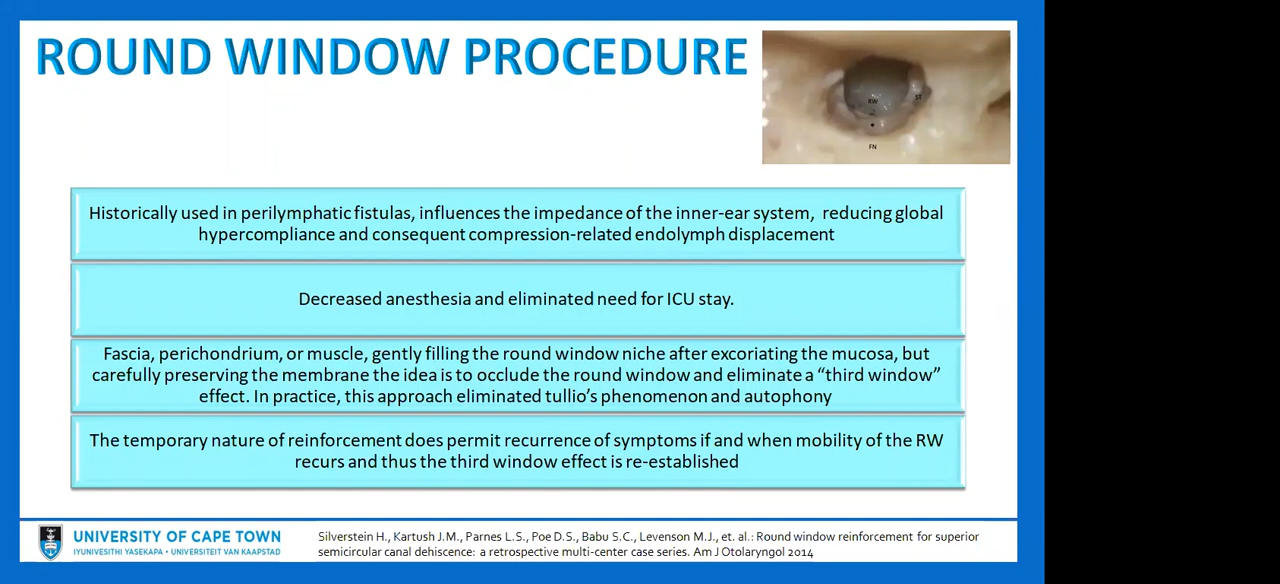 ROUND WINDOW PROCEDURE
RW
ST
FN
Historically used in perilymphatic fistulas, influences the impedance of the inner-ear system, reducing global
hypercompliance and consequent compression-related endolymph displacement
Decreased anesthesia and eliminated need for ICU stay.
Fascia, perichondrium, or muscle, gently filling the round window niche after excoriating the mucosa, but
carefully preserving the membrane the idea is to occlude the round window and eliminate a “third window”
effect. In practice, this approach eliminated tullio’s phenomenon and autophony
The temporary nature of reinforcement does permit recurrence of symptoms if and when mobility of the RW
recurs and thus the third window effect is re-established
UNIVERSITY OF CAPE TOWN
IYUNIVESITHI YASEKAPA • UNIVERSITEIT VAN KAAPSTAD
Silverstein H., Kartush J.M., Parnes L.S., Poe D.S., Babu S.C., Levenson M.J., et. al.: Round window reinforcement for superior
semicircular canal dehiscence: a retrospective multi-center case series. Am J Otolaryngol 2014